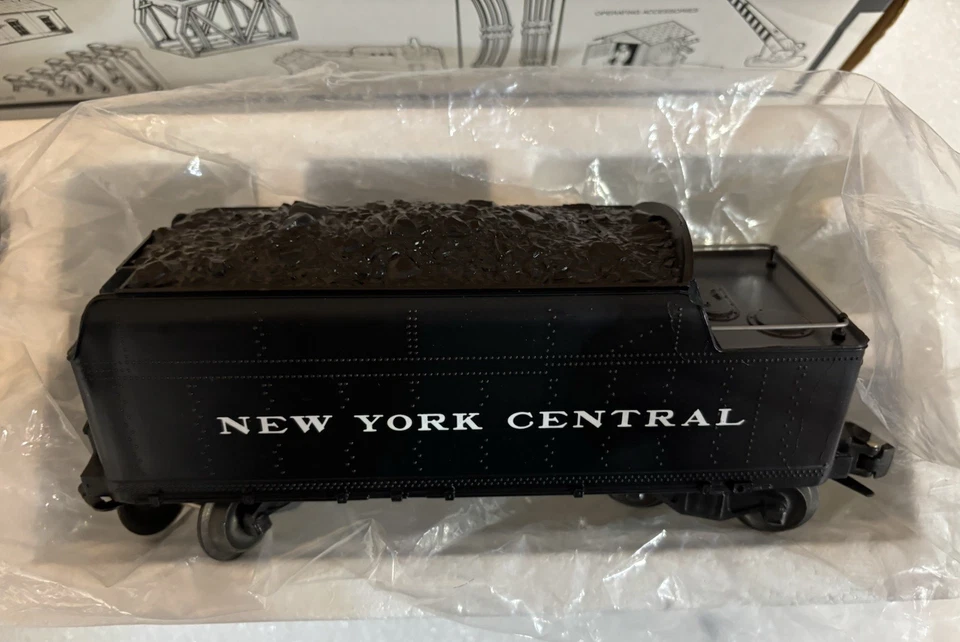 OPERATING ACCESSORIES
NEW YORK CENTRAL